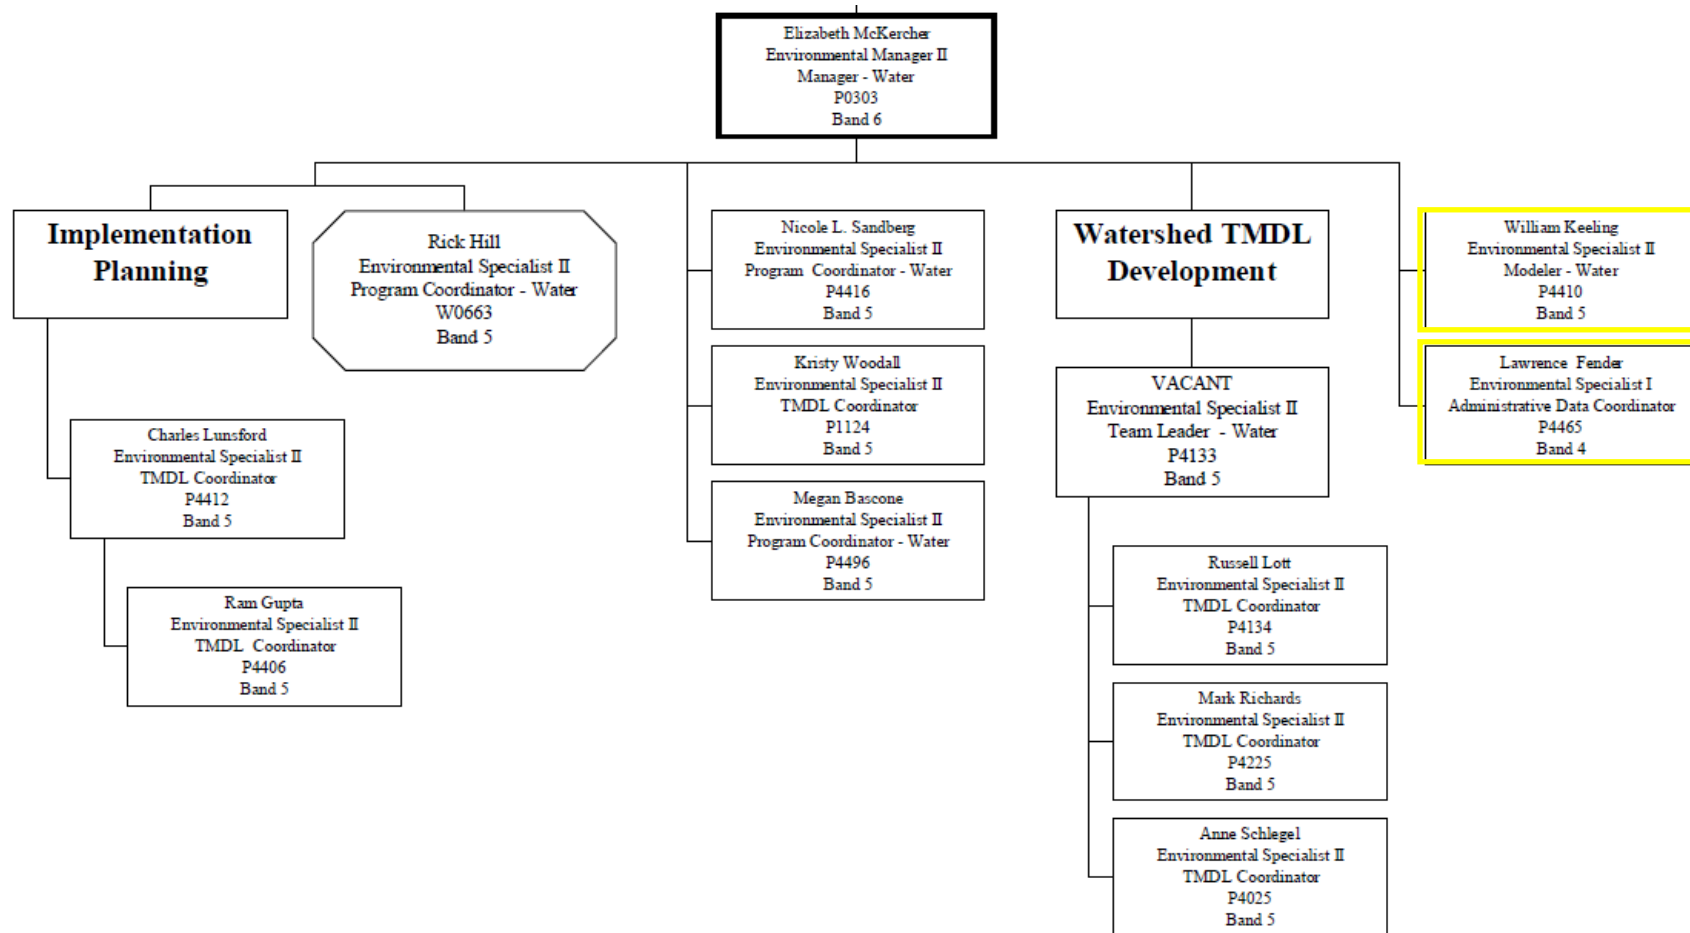 Elizabeth McKercher
Environmental Manager II
Manager - Water
P0303
Band 6
Implementation
Planning
Rick Hill
Environmental Specialist II
Program Coordinator - Water
W0663
Band 5
Charles Lunsford
Environmental Specialist II
TMDL Coordinator
P4412
Band 5
Ram Gupta
Environmental Specialist II
TMDL Coordinator
P4406
Band 5
Nicole L. Sandberg
Environmental Specialist II
Program Coordinator - Water
P4416
Band 5
Kristy Woodall
Environmental Specialist II
TMDL Coordinator
P1124
Band 5
Megan Bascone
Environmental Specialist II
Program Coordinator - Water
P4496
Band 5
Watershed TMDL
Development
VACANT
Environmental Specialist II
Team Leader - Water
P4133
Band 5
Russell Lott
Environmental Specialist II
TMDL Coordinator
P4134
Band 5
Mark Richards
Environmental Specialist II
TMDL Coordinator
P4225
Band 5
Anne Schlegel
Environmental Specialist II
TMDL Coordinator
P4025
Band 5
William Keeling
Environmental Specialist II
Modeler - Water
P4410
Band 5
Lawrence Fender
Environmental Specialist I
Administrative Data Coordinator
P4465
Band 4